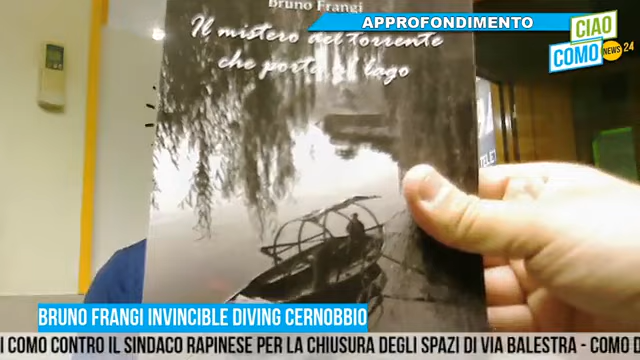 Bruno Frangi
Il mistero del torrente
che porta al lago
APPROFONDIMENTO
CIAO
COMO
NEWS 24
BRUNO FRANGI INVINCIBLE DIVING CERNOBBIO
I COMO CONTRO IL SINDACO RAPINESE PER LA CHIUSURA DEGLI SPAZI DI VIA BALESTRA - COMO